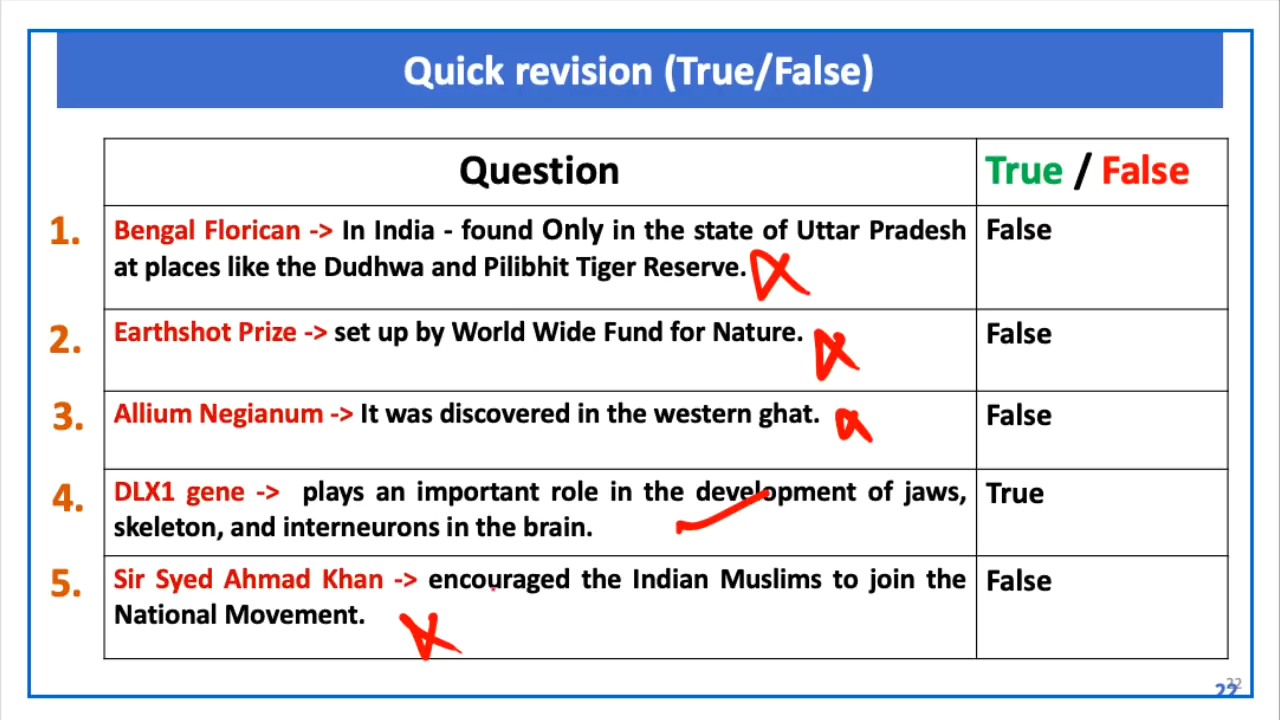 Quick revision (True/False)
Question True / False
1. Bengal Florican -> In India - found Only in the state of Uttar Pradesh False
at places like the Dudhwa and Pilibhit Tiger Reserve.
2. Earthshot Prize -> set up by World Wide Fund for Nature. False
3. Allium Negianum -> It was discovered in the western ghat. False
4. DLX1 gene -> plays an important role in the development of jaws, True
skeleton, and interneurons in the brain.
5. Sir Syed Ahmad Khan -> encouraged the Indian Muslims to join the False
National Movement.
22
22